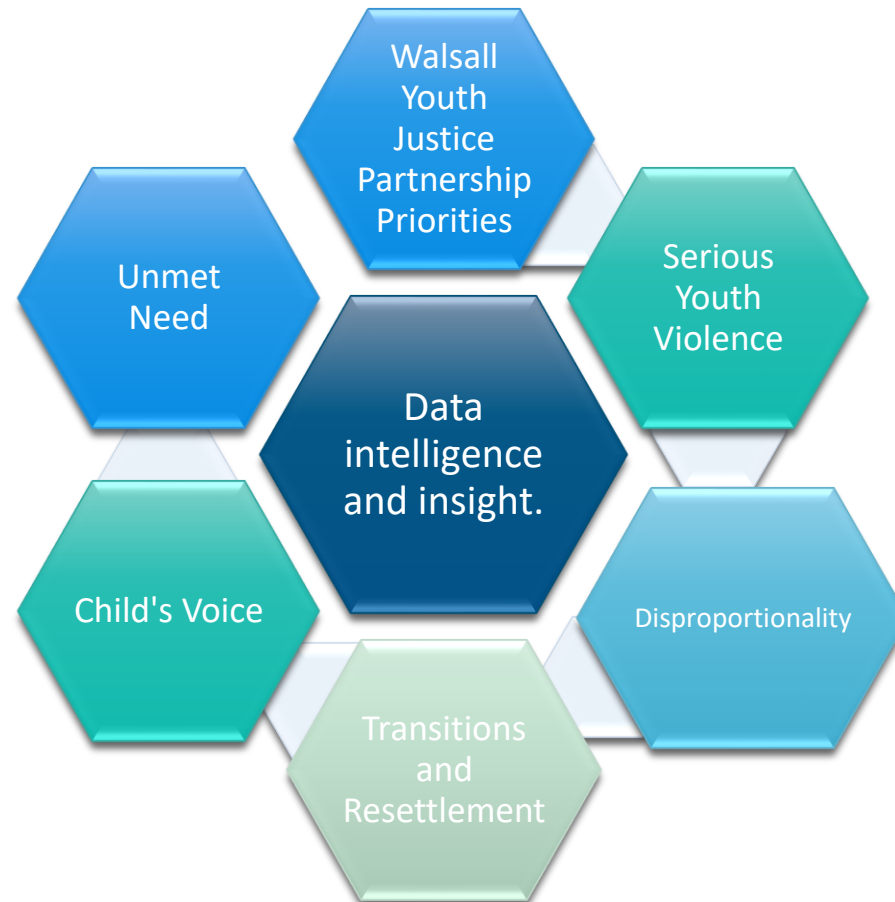 Walsall
Youth
Justice
Partnership
Priorities
Serious
Youth
Violence
Unmet
Need
Data
intelligence
and insight.
Child's Voice
Disproportionality
Transitions
and
Resettlement